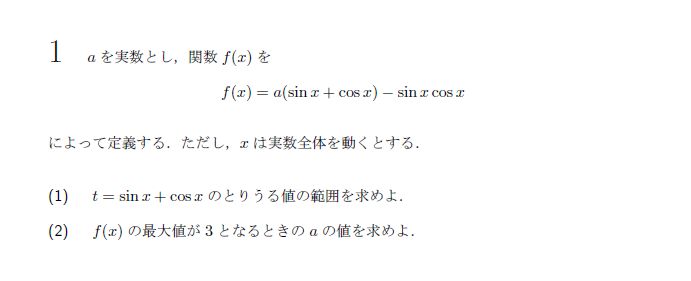 1 a を実数とし，関数 f(x) を
f(x) = a(sin x + cos x) − sin x cos x
によって定義する．ただし，x は実数全体を動くとする．
(1) t = sin x + cos x のとりうる値の範囲を求めよ．
(2) f(x) の最大値が 3 となるときの a の値を求めよ．